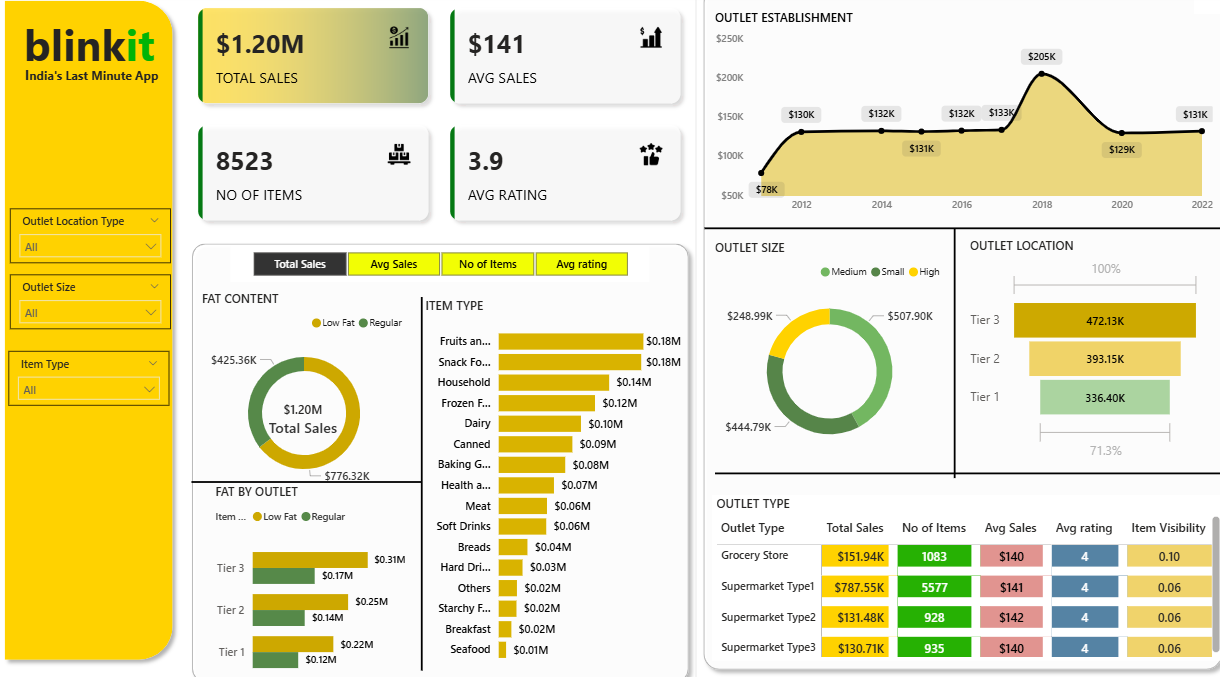 blinkit
India's Last Minute App
Outlet Location Type
All
Outlet Size
All
Item Type
All
$1.20M
TOTAL SALES
$141
AVG SALES
8523
NO OF ITEMS
3.9
AVG RATING
Total Sales Avg Sales No of Items Avg rating
FAT CONTENT
Low Fat Regular
$425.36K
$1.20M
Total Sales
$776.32K
FAT BY OUTLET
Item ... Low Fat Regular
Tier 3 $0.31M
$0.17M
Tier 2 $0.25M
$0.14M
Tier 1 $0.22M
$0.12M
ITEM TYPE
Fruits an... $0.18M
Snack Fo... $0.18M
Household $0.14M
Frozen F... $0.12M
Dairy $0.10M
Canned $0.09M
Baking G... $0.08M
Health a... $0.07M
Meat $0.06M
Soft Drinks $0.06M
Breads $0.04M
Hard Dri... $0.03M
Others $0.02M
Starchy F... $0.02M
Breakfast $0.02M
Seafood $0.01M
OUTLET ESTABLISHMENT
$250K
$200K
$150K
$100K
$50K
$78K
$130K
$132K
$131K
$132K
$133K
$205K
$129K
$131K
2012 2014 2016 2018 2020 2022
OUTLET SIZE
Medium Small High
$248.99K
$507.90K
$444.79K
OUTLET LOCATION
100%
Tier 3 472.13K
Tier 2 393.15K
Tier 1 336.40K
71.3%
OUTLET TYPE
Outlet Type Total Sales No of Items Avg Sales Avg rating Item Visibility
Grocery Store $151.94K 1083 $140 4 0.10
Supermarket Type1 $787.55K 5577 $141 4 0.06
Supermarket Type2 $131.48K 928 $142 4 0.06
Supermarket Type3 $130.71K 935 $140 4 0.06